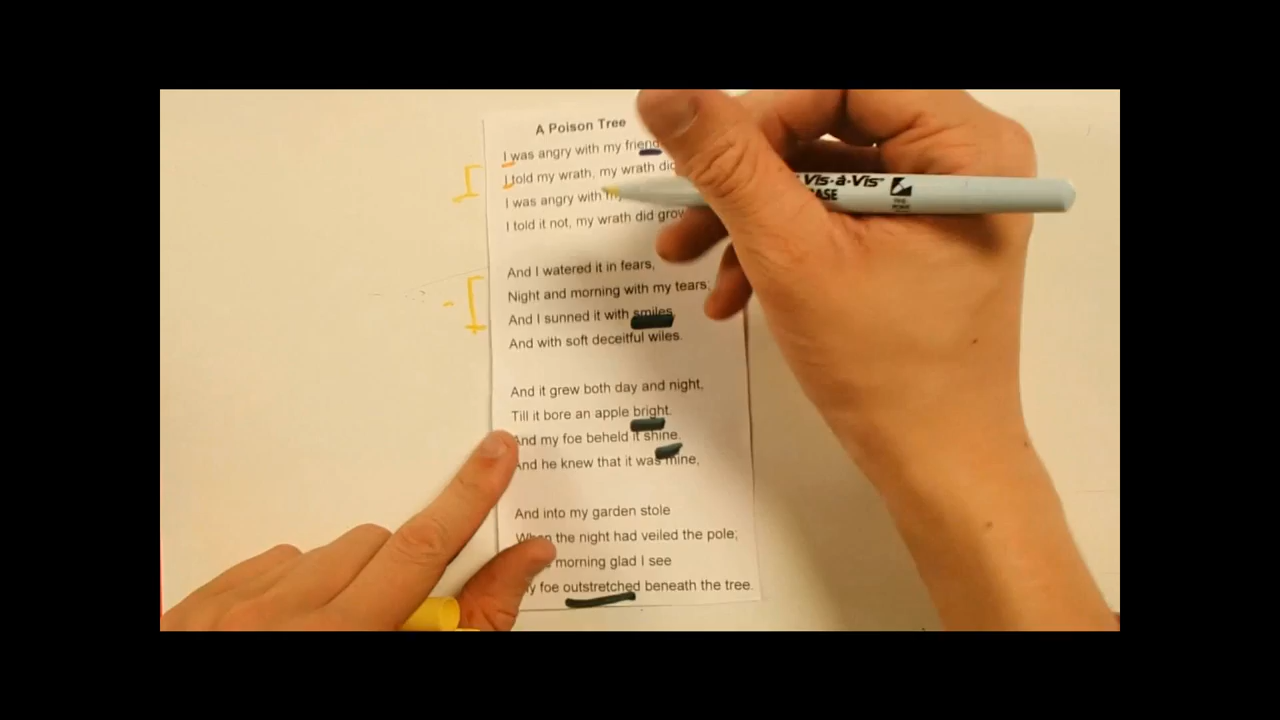 A Poison Tree
I was angry with my friend
I told my wrath, my wrath did
I was angry with
I told it not, my wrath did grow
And I watered it in fears,
Night and morning with my tears;
And I sunned it with smiles,
And with soft deceitful wiles.
And it grew both day and night,
Till it bore an apple bright.
And my foe beheld it shine.
And he knew that it was mine,
And into my garden stole
When the night had veiled the pole;
morning glad I see
foe outstretched beneath the tree.
Vis-à-Vis